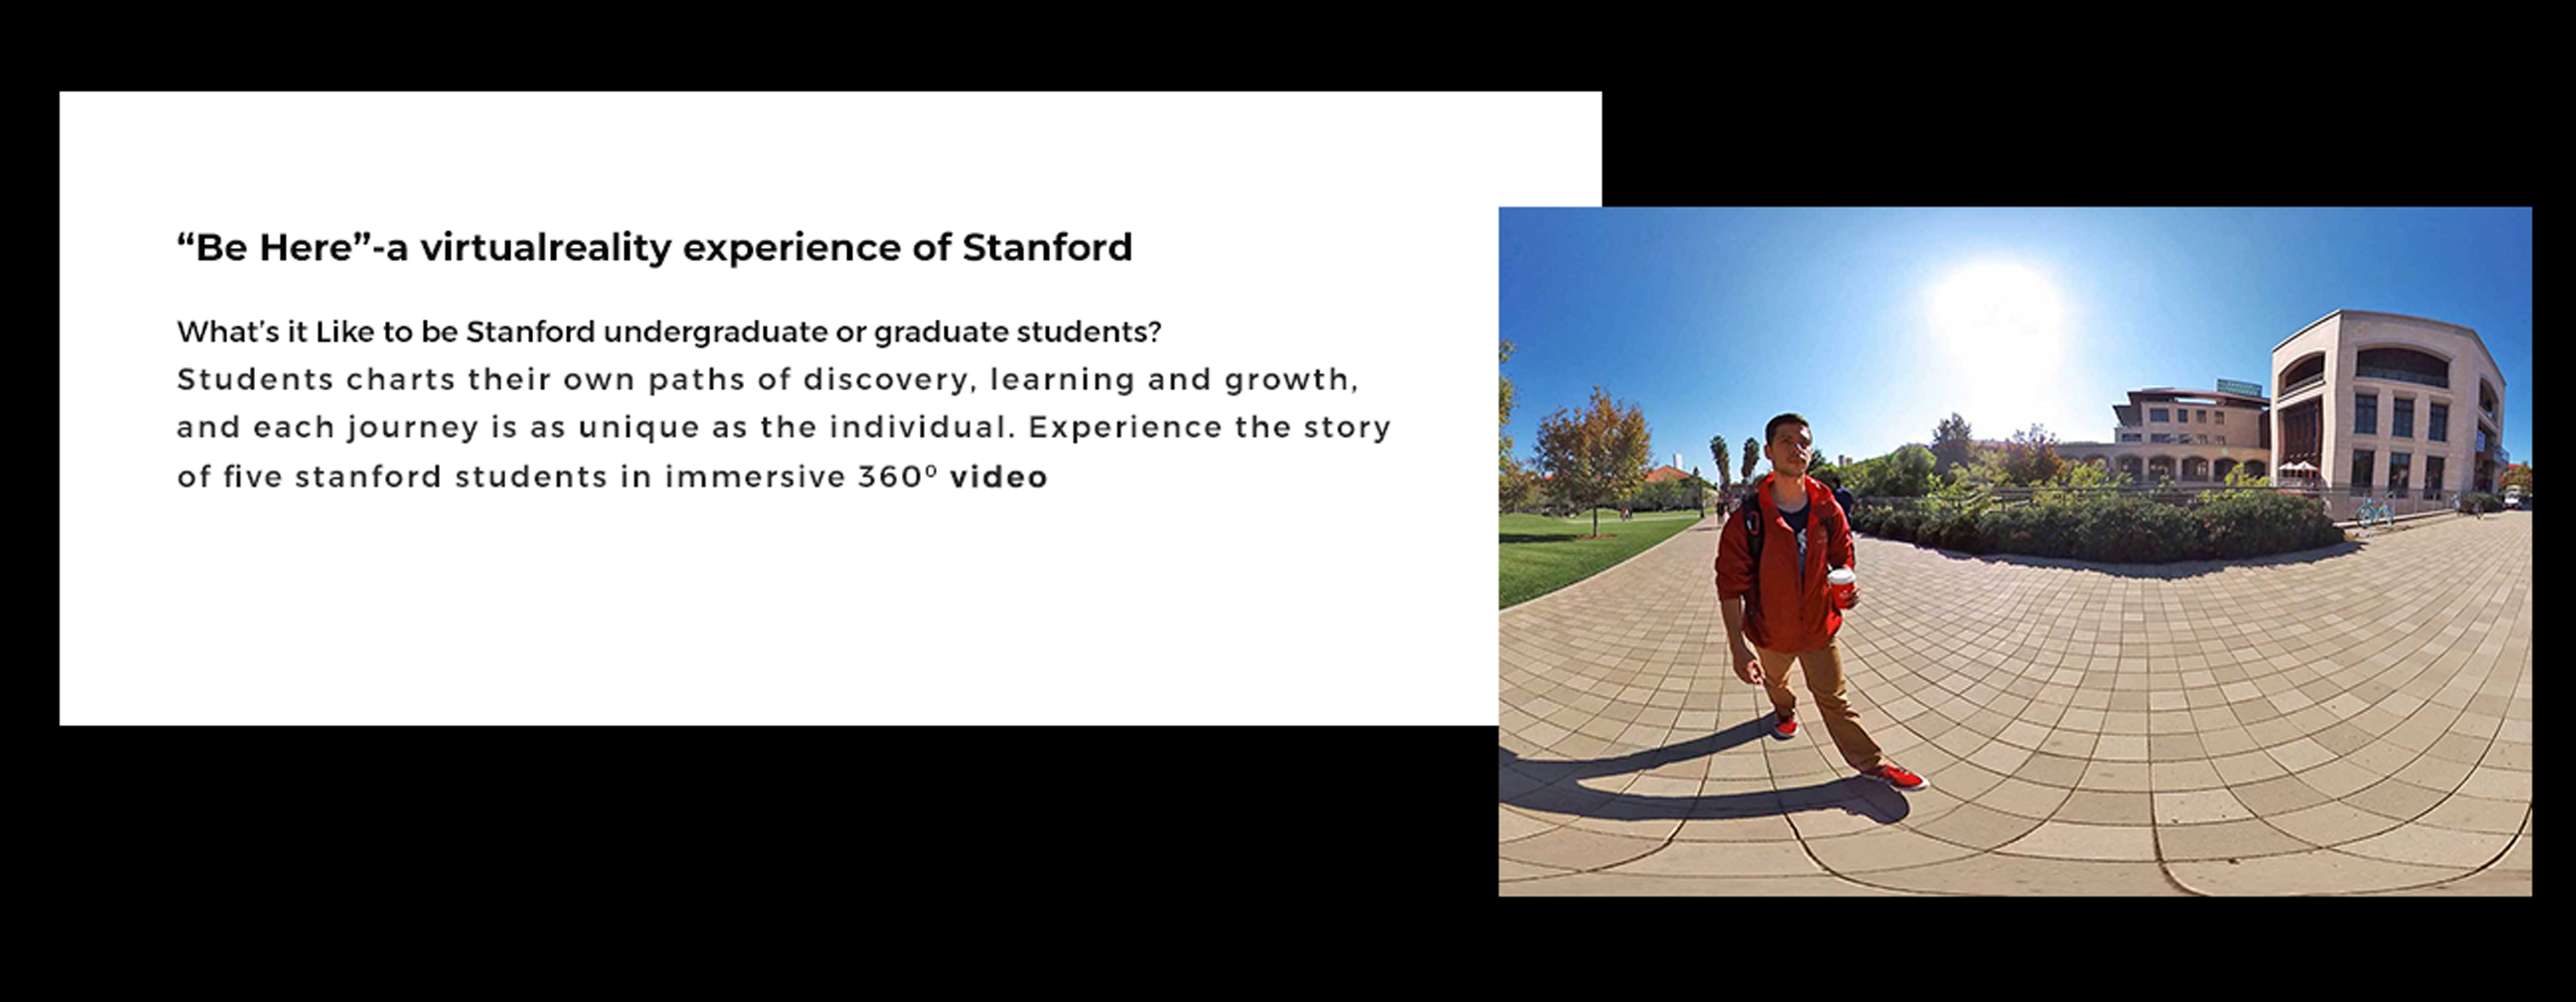 “Be Here”-a virtualreality experience of Stanford
What’s it Like to be Stanford undergraduate or graduate students?
Students charts their own paths of discovery, learning and growth,
and each journey is as unique as the individual. Experience the story
of five stanford students in immersive 360º video